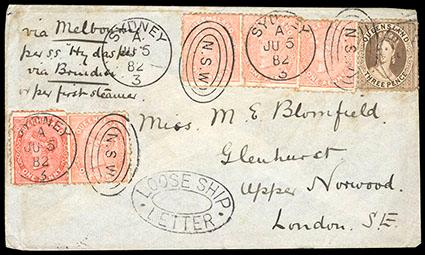 via Melbourne
per ss Hydaspes
via Brindisi
or per first steamer
SYDNEY
A
JU 5
82
3
N.S.W
SYDNEY
A
JU 5
82
3
N.S.W
QUEENSLAND
THREE PENCE
SYDNEY
A
JU 5
82
3
N.S.W
Miss. M. E. Blomfield.
Glenhurst
Upper Norwood.
London. S.E.
LOOSE SHIP
LETTER